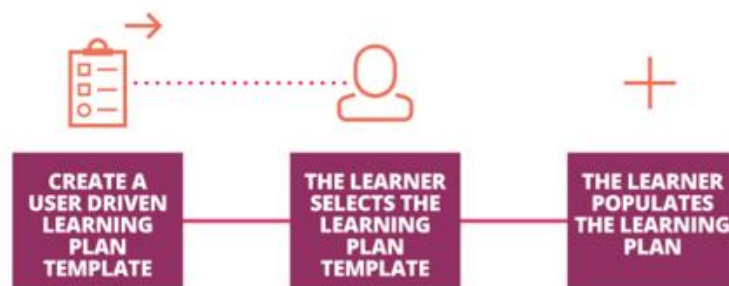 CREATE A
USER DRIVEN
LEARNING
PLAN
TEMPLATE
THE LEARNER
SELECTS THE
LEARNING
PLAN
TEMPLATE
THE LEARNER
POPULATES
THE LEARNING
PLAN